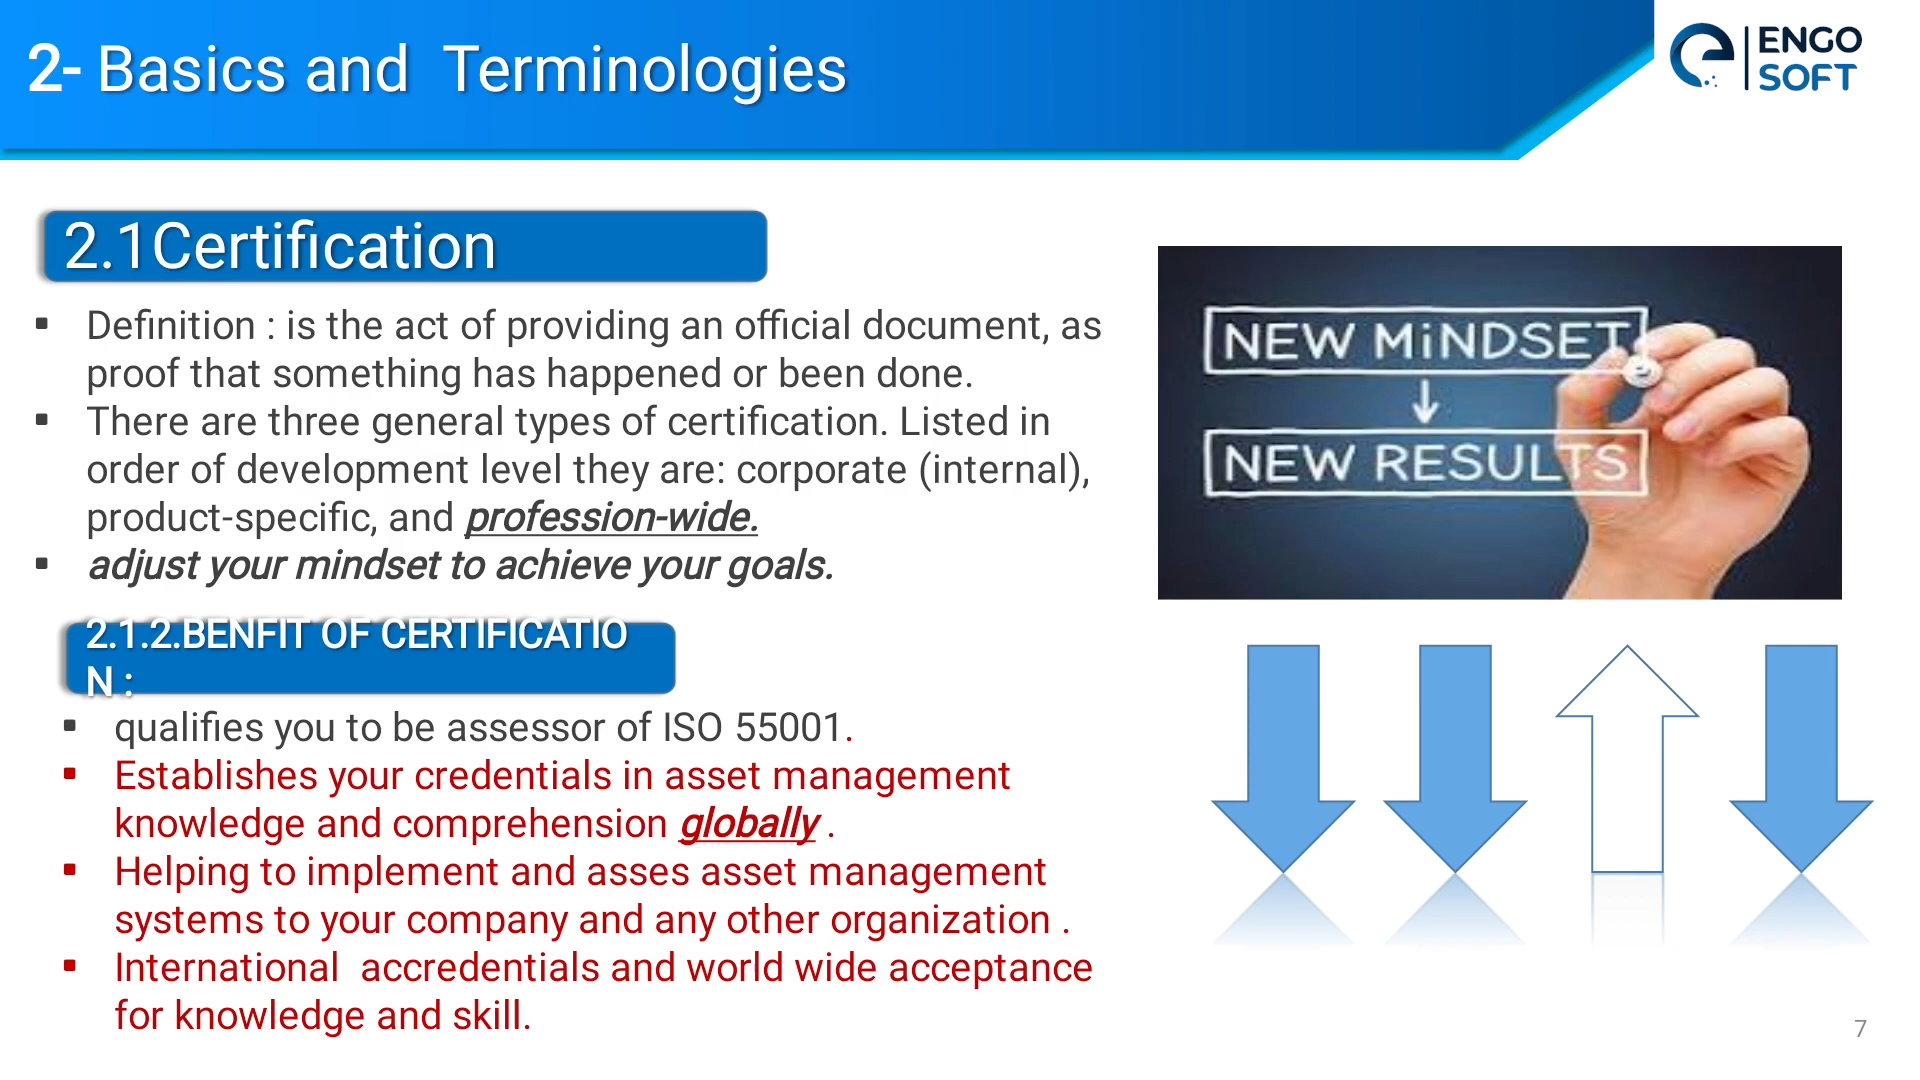 2- Basics and Terminologies
ENGO
SOFT
2.1Certification
▪ Definition : is the act of providing an official document, as
proof that something has happened or been done.
▪ There are three general types of certification. Listed in
order of development level they are: corporate (internal),
product-specific, and profession-wide.
▪ adjust your mindset to achieve your goals.
NEW MiNDSET
NEW RESULTS
2.1.2.BENFIT OF CERTIFICATIO
N :
▪ qualifies you to be assessor of ISO 55001.
▪ Establishes your credentials in asset management
knowledge and comprehension globally .
▪ Helping to implement and asses asset management
systems to your company and any other organization .
▪ International accredentials and world wide acceptance
for knowledge and skill.
7